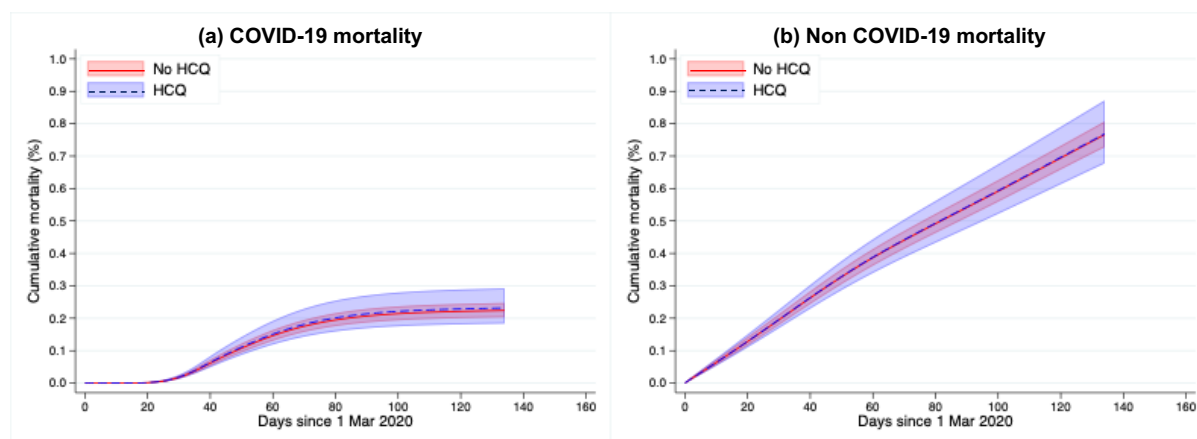 (a) COVID-19 mortality
No HCQ
HCQ
Cumulative mortality (%)
1.0
0.9
0.8
0.7
0.6
0.5
0.4
0.3
0.2
0.1
0.0
0 20 40 60 80 100 120 140 160
Days since 1 Mar 2020
(b) Non COVID-19 mortality
No HCQ
HCQ
Cumulative mortality (%)
1.0
0.9
0.8
0.7
0.6
0.5
0.4
0.3
0.2
0.1
0.0
0 20 40 60 80 100 120 140 160
Days since 1 Mar 2020